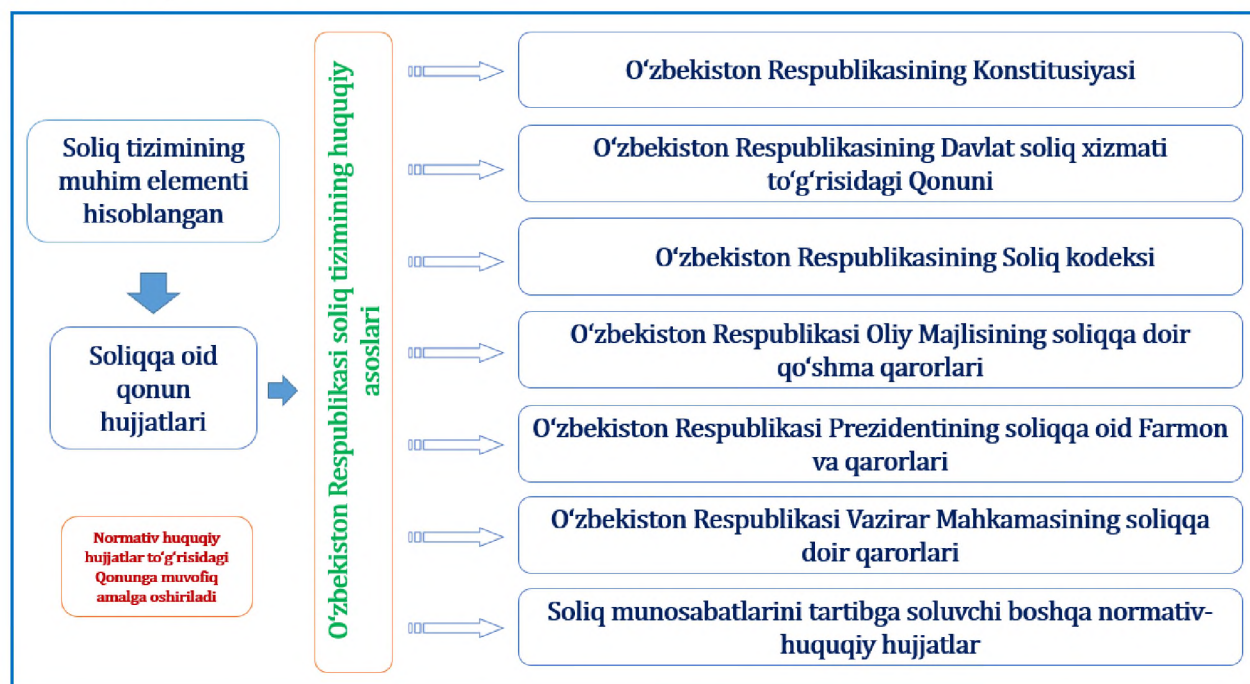 Soliq tizimining
muhim elementi
hisoblangan
Soliqqa oid
qonun
hujjatlari
Normativ huquqiy
hujjatlar to‘g‘risidagi
Qonunga muvofiq
amalga oshiriladi
O‘zbekiston Respublikasi soliq tizimining huquqiy
asoslari
O‘zbekiston Respublikasining Konstitusiyasi
O‘zbekiston Respublikasining Davlat soliq xizmati
to‘g‘risidagi Qonuni
O‘zbekiston Respublikasining Soliq kodeksi
O‘zbekiston Respublikasi Oliy Majlisining soliqqa doir
qo‘shma qarorlari
O‘zbekiston Respublikasi Prezidentining soliqqa oid Farmon
va qarorlari
O‘zbekiston Respublikasi Vazirar Mahkamasining soliqqa
doir qarorlari
Soliq munosabatlarini tartibga soluvchi boshqa normativ-
huquqiy hujjatlar